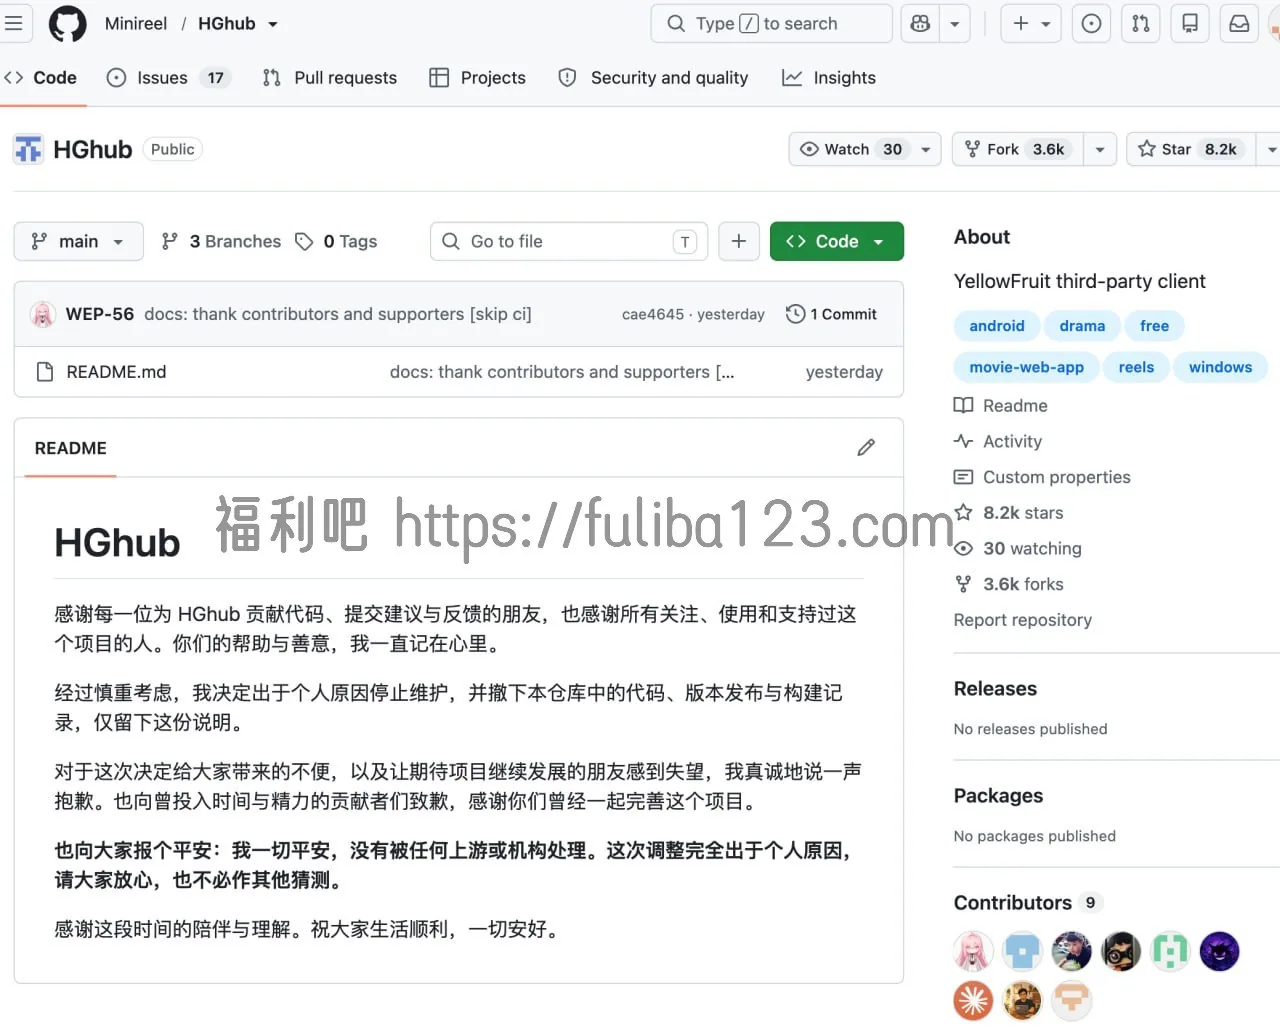 Minireel / HGhub
Type / to search
Code
Issues 17
Pull requests
Projects
Security and quality
Insights
HGhub Public
Watch 30
Fork 3.6k
Star 8.2k
main
3 Branches
0 Tags
Go to file
T
Code
About
YellowFruit third-party client
android drama free
movie-web-app reels windows
WEP-56 docs: thank contributors and supporters [skip ci]
cae4645 · yesterday
1 Commit
README.md
docs: thank contributors and supporters [...
yesterday
Readme
Activity
Custom properties
8.2k stars
30 watching
3.6k forks
Report repository
README
福利吧 https://fuliba123.com
HGhub
感谢每一位为 HGhub 贡献代码、提交建议与反馈的朋友，也感谢所有关注、使用和支持过这
个项目的人。你们的帮助与善意，我一直记在心里。
经过慎重考虑，我决定出于个人原因停止维护，并撤下本仓库中的代码、版本发布与构建记
录，仅留下这份说明。
对于这次决定给大家带来的不便，以及让期待项目继续发展的朋友感到失望，我真诚地说一声
抱歉。也向曾投入时间与精力的贡献者们致歉，感谢你们曾经一起完善这个项目。
也向大家报个平安：我一切平安，没有被任何上游或机构处理。这次调整完全出于个人原因，
请大家放心，也不必作其他猜测。
感谢这段时间的陪伴与理解。祝大家生活顺利，一切安好。
Releases
No releases published
Packages
No packages published
Contributors 9